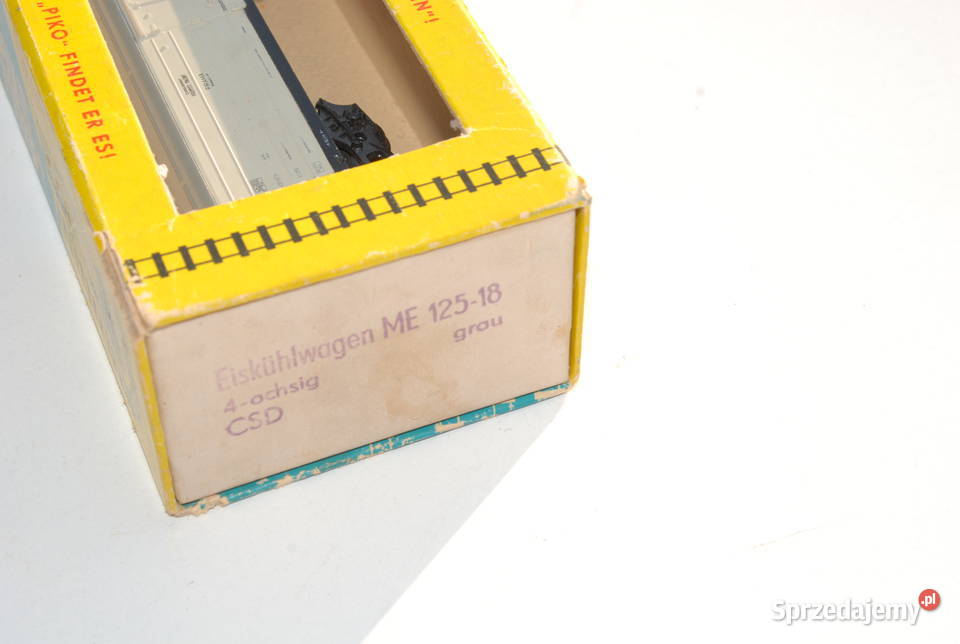 „PIKO“ FINDET ER ES!
N“!
Eiskühlwagen ME 125-18
4-achsig grau
CSD
Sprzedajemy.pl